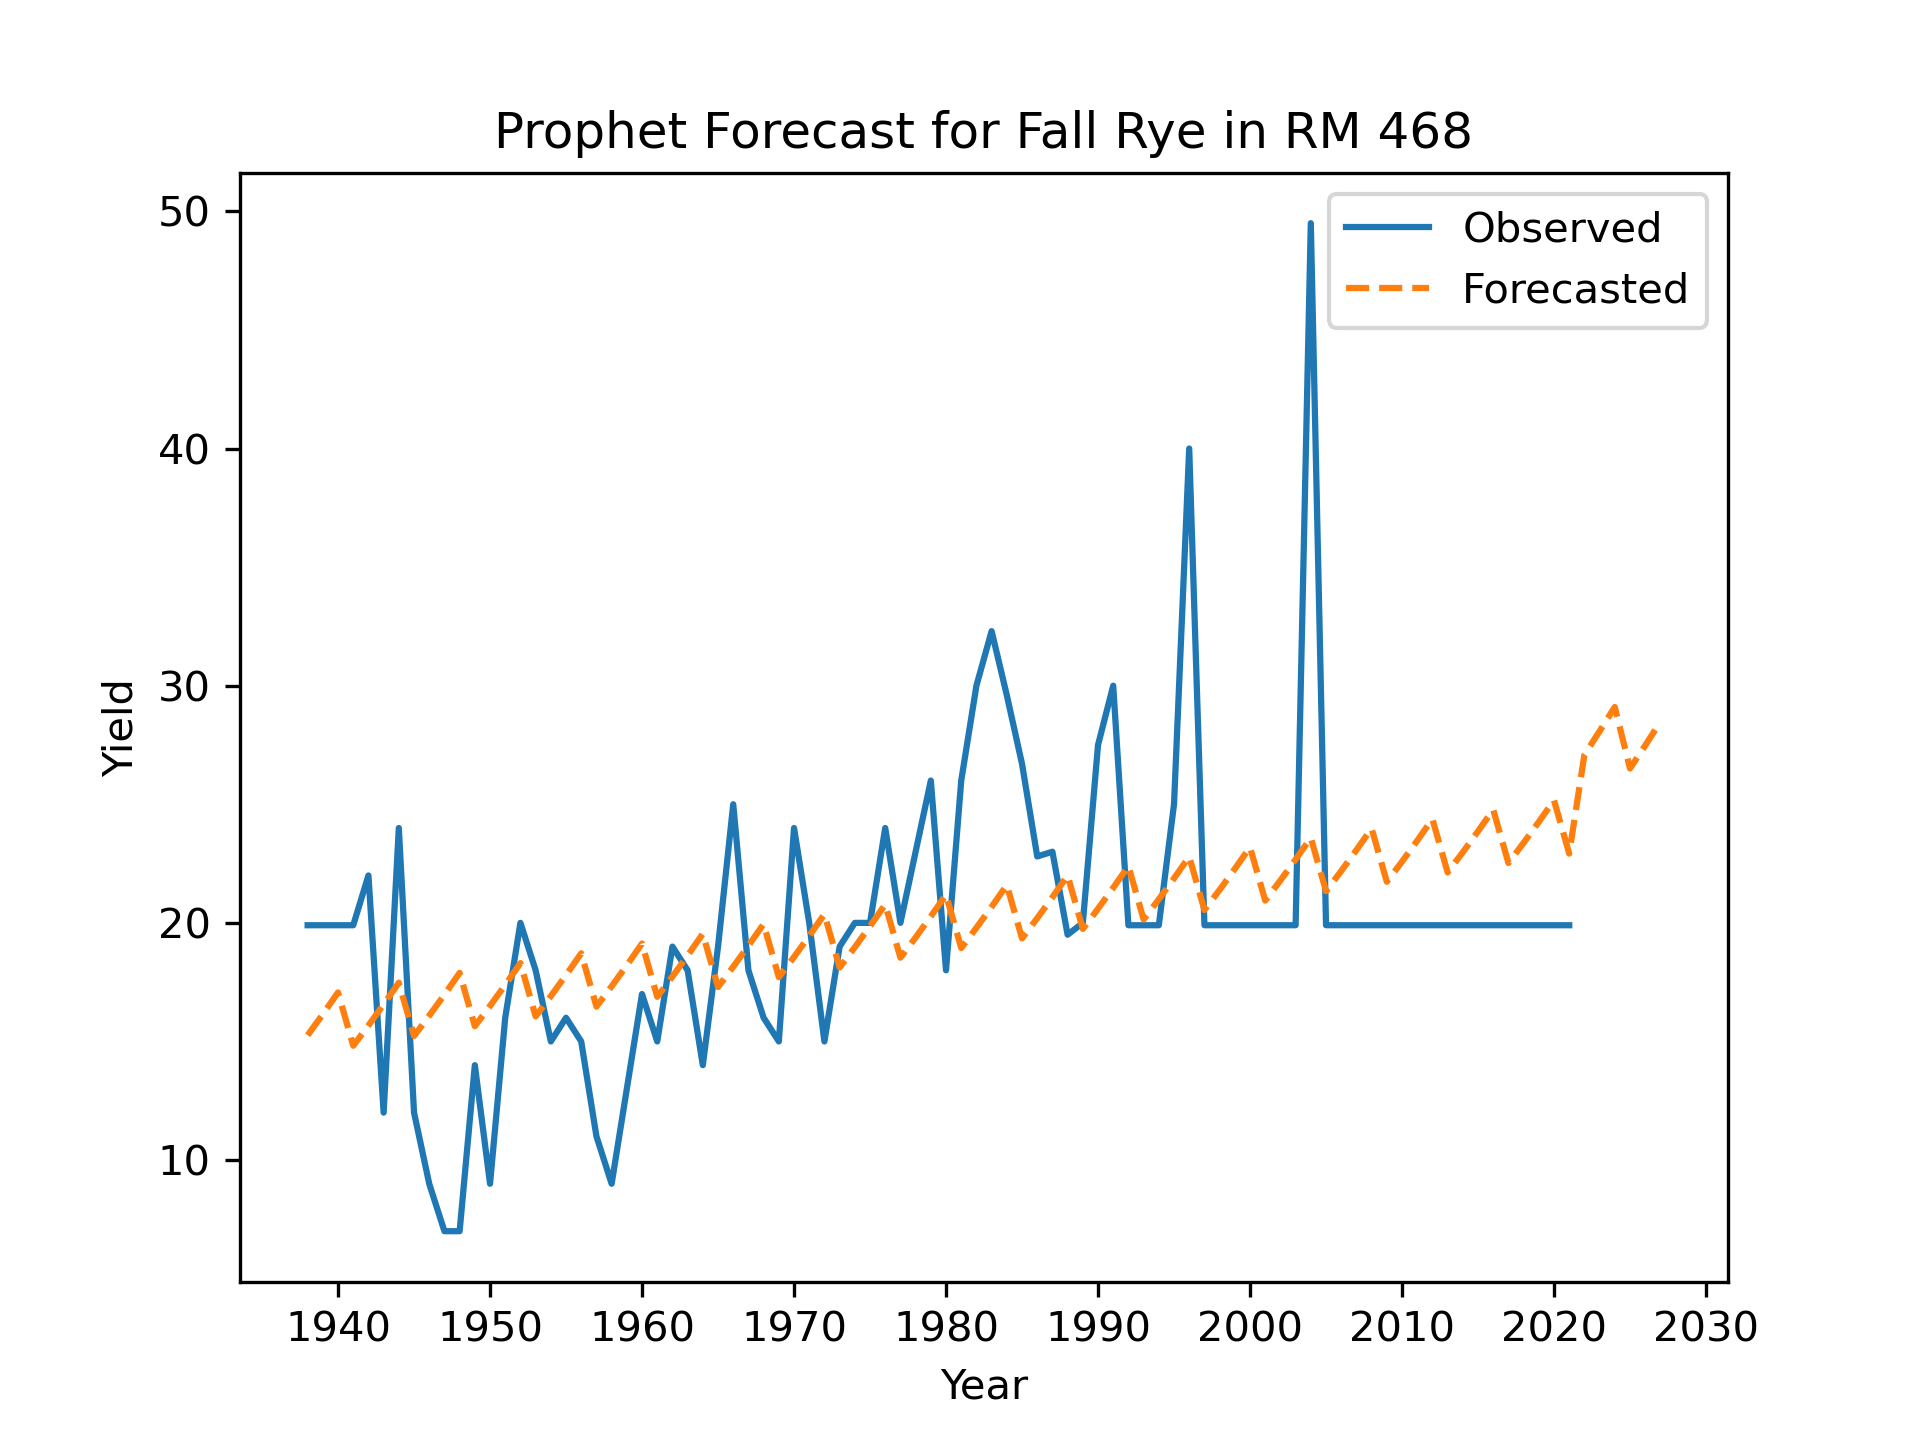 Prophet Forecast for Fall Rye in RM 468
Observed
Forecasted
50
40
30
20
10
Yield
1940 1950 1960 1970 1980 1990 2000 2010 2020 2030
Year